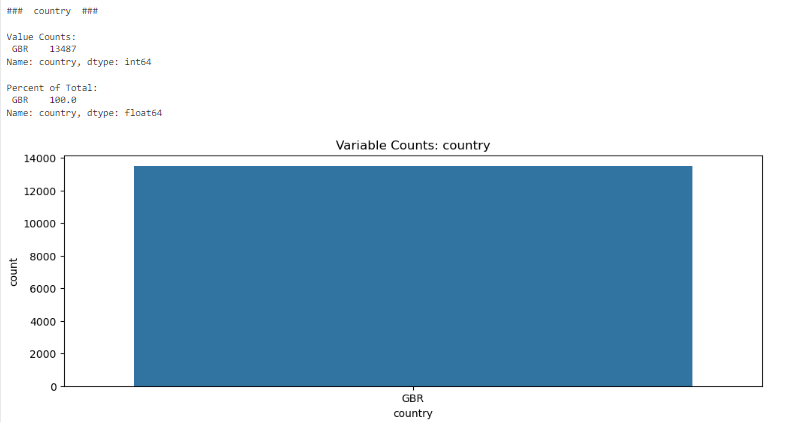 ### country ###
Value Counts:
GBR 13487
Name: country, dtype: int64
Percent of Total:
GBR 100.0
Name: country, dtype: float64
Variable Counts: country
14000
12000
10000
8000
6000
4000
2000
0
count
GBR
country